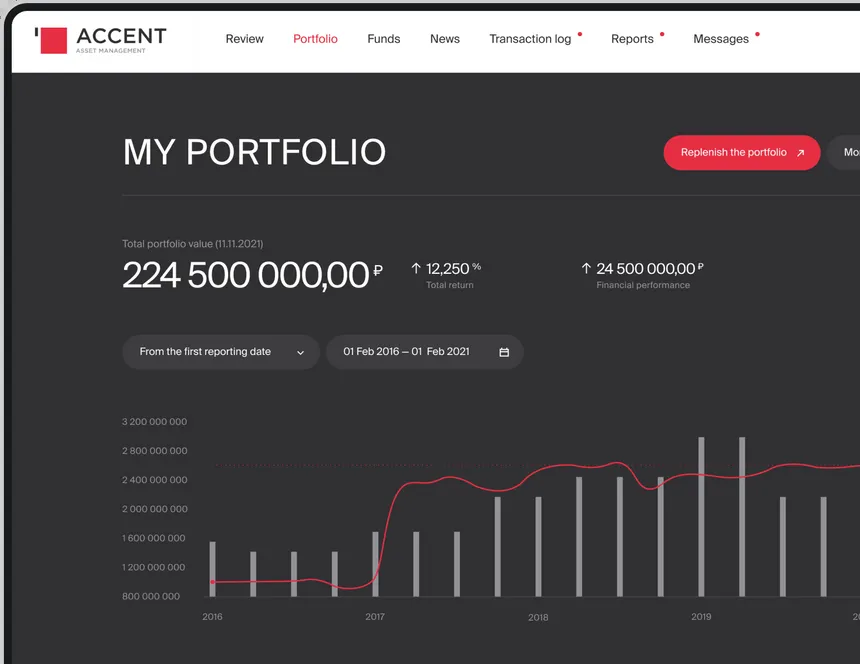 ACCENT
ASSET MANAGEMENT
Review Portfolio Funds News Transaction log Reports Messages
MY PORTFOLIO
Replenish the portfolio
Total portfolio value (11.11.2021)
224 500 000,00 ₽
12,250 %
Total return
24 500 000,00 ₽
Financial performance
From the first reporting date
01 Feb 2016 – 01 Feb 2021
3 200 000 000
2 800 000 000
2 400 000 000
2 000 000 000
1 600 000 000
1 200 000 000
800 000 000
2016 2017 2018 2019